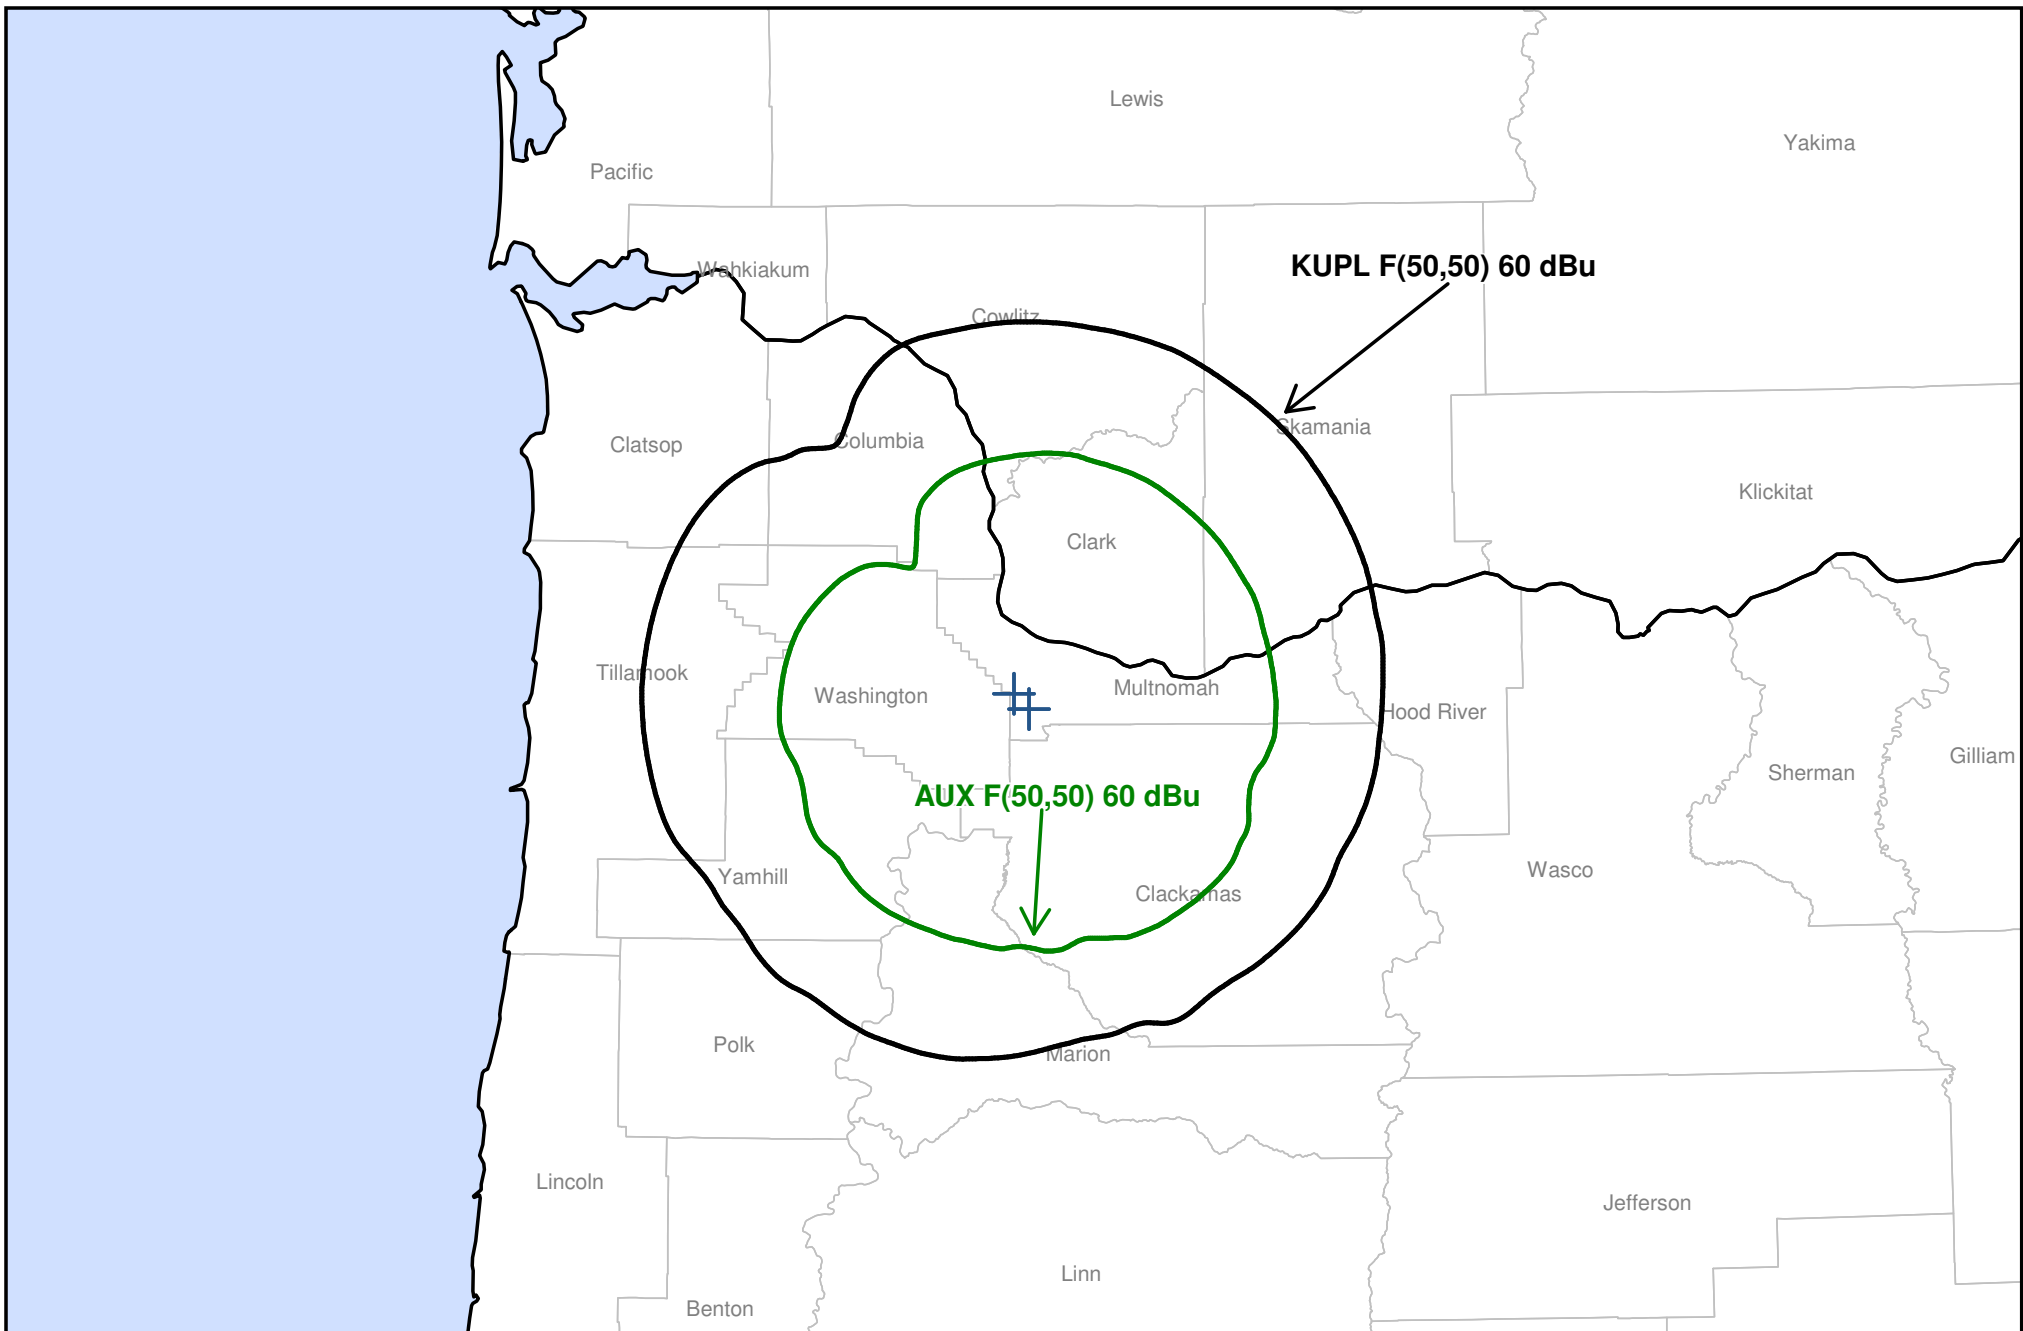 Lewis
Yakima
Pacific
KUPL F(50,50) 60 dBu
Wahkiakum
Cowlitz
Skamania
Columbia
Clatsop
Klickitat
Clark
Tillamook
Washington
Multnomah
Hood River
Gilliam
Sherman
AUX F(50,50) 60 dBu
Wasco
Yamhill
Clackamas
Polk
Marion
Lincoln
Jefferson
Linn
Benton